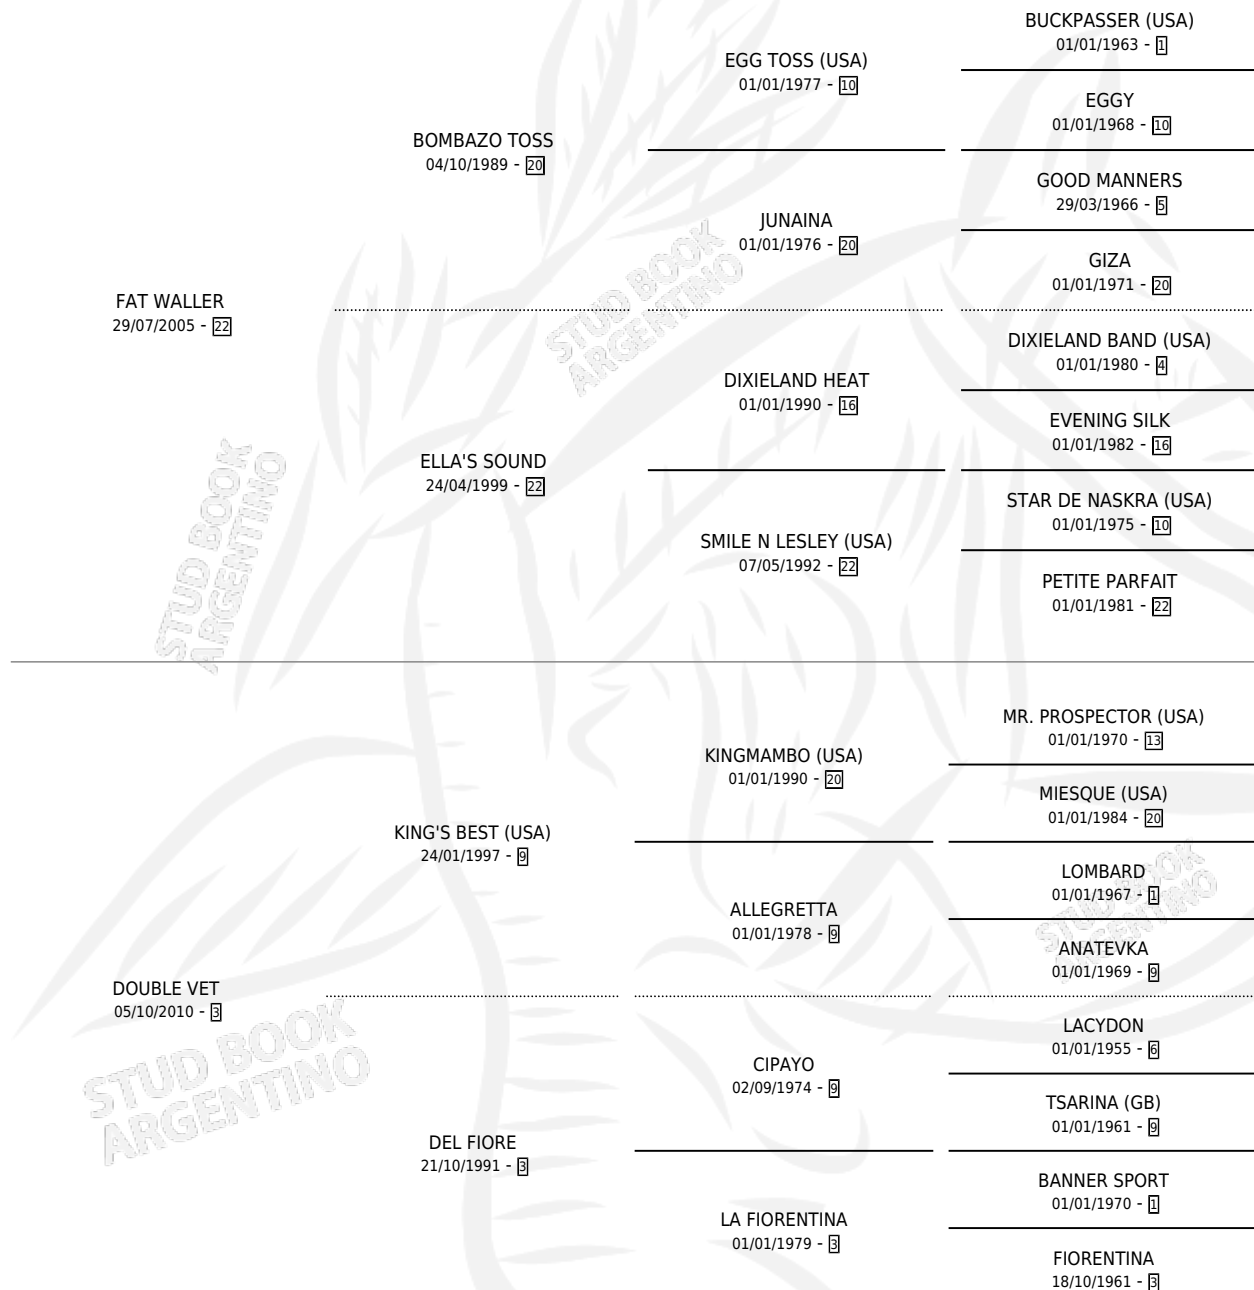 BUCKPASSER (USA)
01/01/1963 - 1
EGG TOSS (USA)
01/01/1977 - 10
EGGY
01/01/1968 - 10
BOMBAZO TOSS
04/10/1989 - 20
GOOD MANNERS
29/03/1966 - 5
JUNAINA
01/01/1976 - 20
GIZA
01/01/1971 - 20
FAT WALLER
29/07/2005 - 22
STUD BOOK
ARGENTINO
DIXIELAND BAND (USA)
01/01/1980 - 4
DIXIELAND HEAT
01/01/1990 - 16
EVENING SILK
01/01/1982 - 16
ELLA'S SOUND
24/04/1999 - 22
STAR DE NASKRA (USA)
01/01/1975 - 10
SMILE N LESLEY (USA)
07/05/1992 - 22
PETITE PARFAIT
01/01/1981 - 22
STUD BOOK
ARGENTINO
MR. PROSPECTOR (USA)
01/01/1970 - 13
KINGMAMBO (USA)
01/01/1990 - 20
MIESQUE (USA)
01/01/1984 - 20
KING'S BEST (USA)
24/01/1997 - 9
LOMBARD
01/01/1967 - 1
ALLEGRETTA
01/01/1978 - 9
STUD BOOK
ARGENTINO
ANATEVKA
01/01/1969 - 9
DOUBLE VET
05/10/2010 - 3
LACYDON
01/01/1955 - 6
CIPAYO
02/09/1974 - 9
TSARINA (GB)
01/01/1961 - 9
STUD BOOK
ARGENTINO
DEL FIORE
21/10/1991 - 3
BANNER SPORT
01/01/1970 - 1
LA FIORENTINA
01/01/1979 - 3
FIORENTINA
18/10/1961 - 3